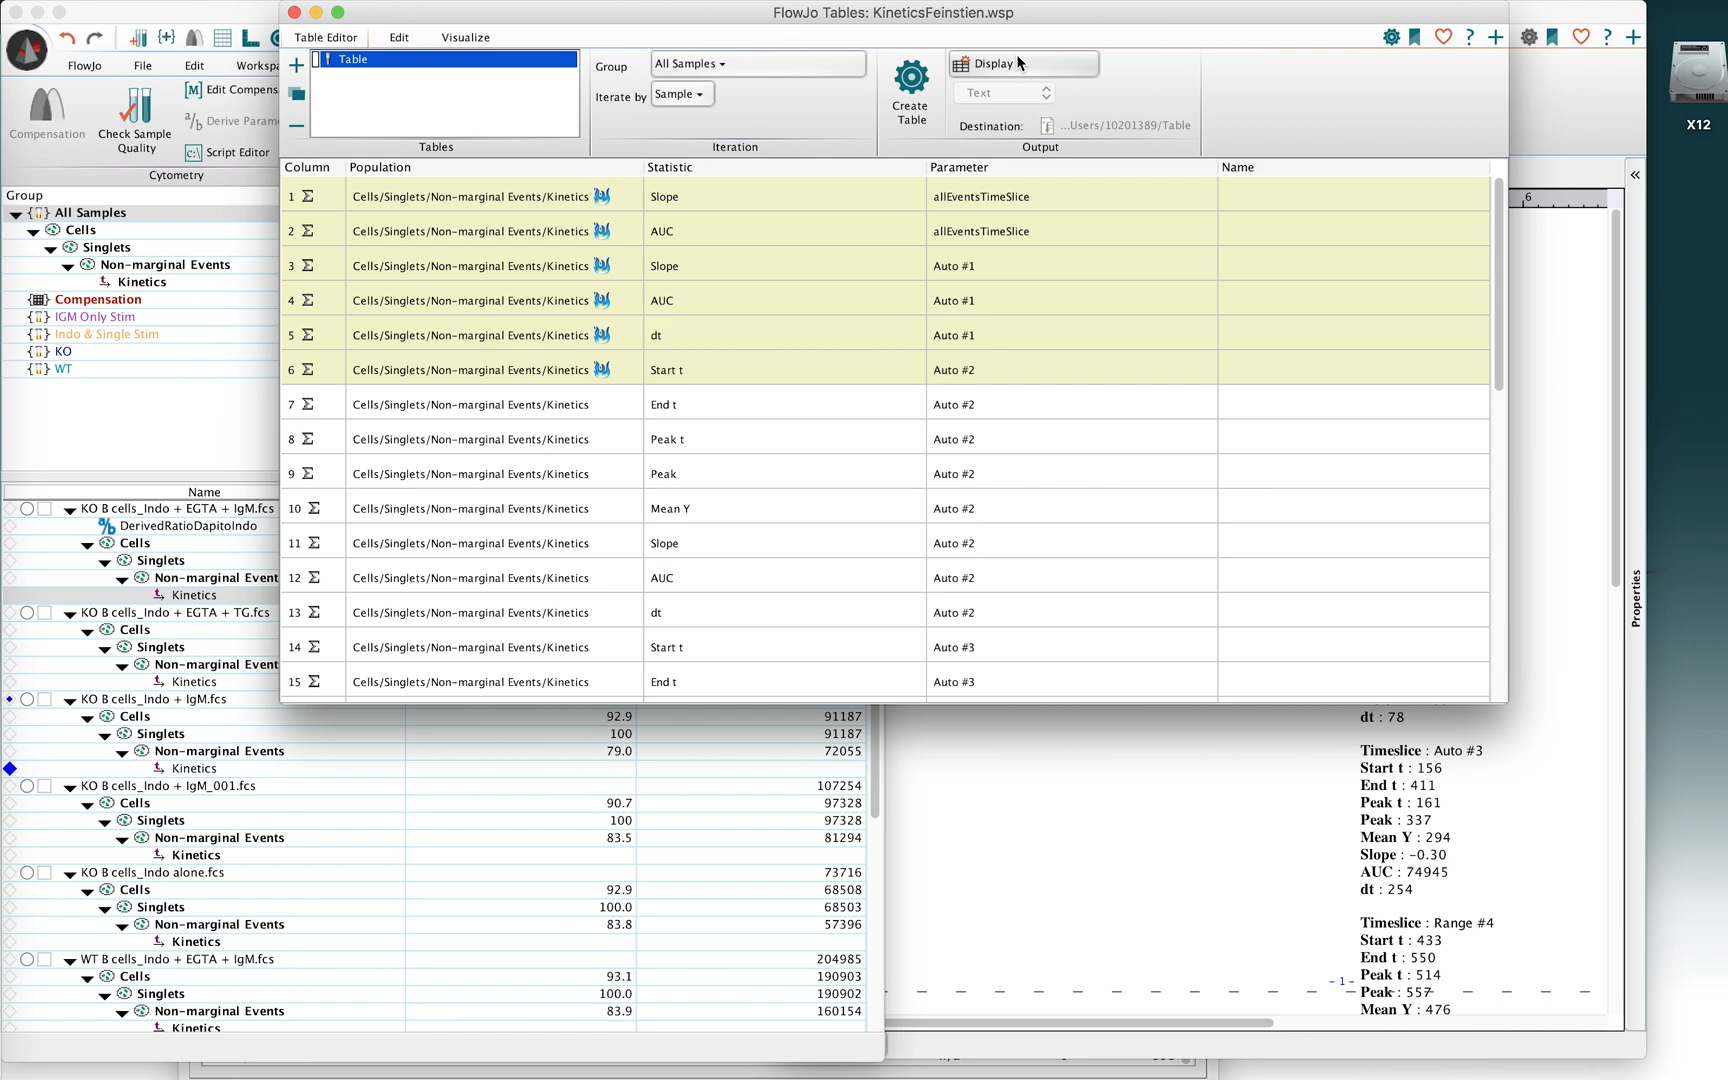 FlowJo Tables: KineticsFeinstien.wsp
Table Editor Edit Visualize
FlowJo File Edit Worksp
Table
Group All Samples
Iterate by Sample
Create Table
Display
Text
Destination: ...Users/10201389/Table
Tables Iteration Output
Compensation
Check Sample Quality
Edit Compens
Derive Param
Script Editor
Cytometry
X12
Group
All Samples
Cells
Singlets
Non-marginal Events
Kinetics
Compensation
IGM Only Stim
Indo & Single Stim
KO
WT
Column Population Statistic Parameter Name
1 Σ Cells/Singlets/Non-marginal Events/Kinetics Slope allEventsTimeSlice
2 Σ Cells/Singlets/Non-marginal Events/Kinetics AUC allEventsTimeSlice
3 Σ Cells/Singlets/Non-marginal Events/Kinetics Slope Auto #1
4 Σ Cells/Singlets/Non-marginal Events/Kinetics AUC Auto #1
5 Σ Cells/Singlets/Non-marginal Events/Kinetics dt Auto #1
6 Σ Cells/Singlets/Non-marginal Events/Kinetics Start t Auto #2
7 Σ Cells/Singlets/Non-marginal Events/Kinetics End t Auto #2
8 Σ Cells/Singlets/Non-marginal Events/Kinetics Peak t Auto #2
9 Σ Cells/Singlets/Non-marginal Events/Kinetics Peak Auto #2
10 Σ Cells/Singlets/Non-marginal Events/Kinetics Mean Y Auto #2
11 Σ Cells/Singlets/Non-marginal Events/Kinetics Slope Auto #2
12 Σ Cells/Singlets/Non-marginal Events/Kinetics AUC Auto #2
13 Σ Cells/Singlets/Non-marginal Events/Kinetics dt Auto #2
14 Σ Cells/Singlets/Non-marginal Events/Kinetics Start t Auto #3
15 Σ Cells/Singlets/Non-marginal Events/Kinetics End t Auto #3
6
Properties
Name
KO B cells_Indo + EGTA + IgM.fcs
DerivedRatioDapitoIndo
Cells
Singlets
Non-marginal Event
Kinetics
KO B cells_Indo + EGTA + TG.fcs
Cells
Singlets
Non-marginal Event
Kinetics
KO B cells_Indo + IgM.fcs
Cells 92.9 91187
Singlets 100 91187
Non-marginal Events 79.0 72055
Kinetics
KO B cells_Indo + IgM_001.fcs 107254
Cells 90.7 97328
Singlets 100 97328
Non-marginal Events 83.5 81294
Kinetics
KO B cells_Indo alone.fcs 73716
Cells 92.9 68508
Singlets 100.0 68503
Non-marginal Events 83.8 57396
Kinetics
WT B cells_Indo + EGTA + IgM.fcs 204985
Cells 93.1 190903
Singlets 100.0 190902
Non-marginal Events 83.9 160154
Kinetics
dt : 78
Timeslice : Auto #3
Start t : 156
End t : 411
Peak t : 161
Peak : 337
Mean Y : 294
Slope : -0.30
AUC : 74945
dt : 254
Timeslice : Range #4
Start t : 433
End t : 550
Peak t : 514
- 1 -
Peak : 557
Mean Y : 476